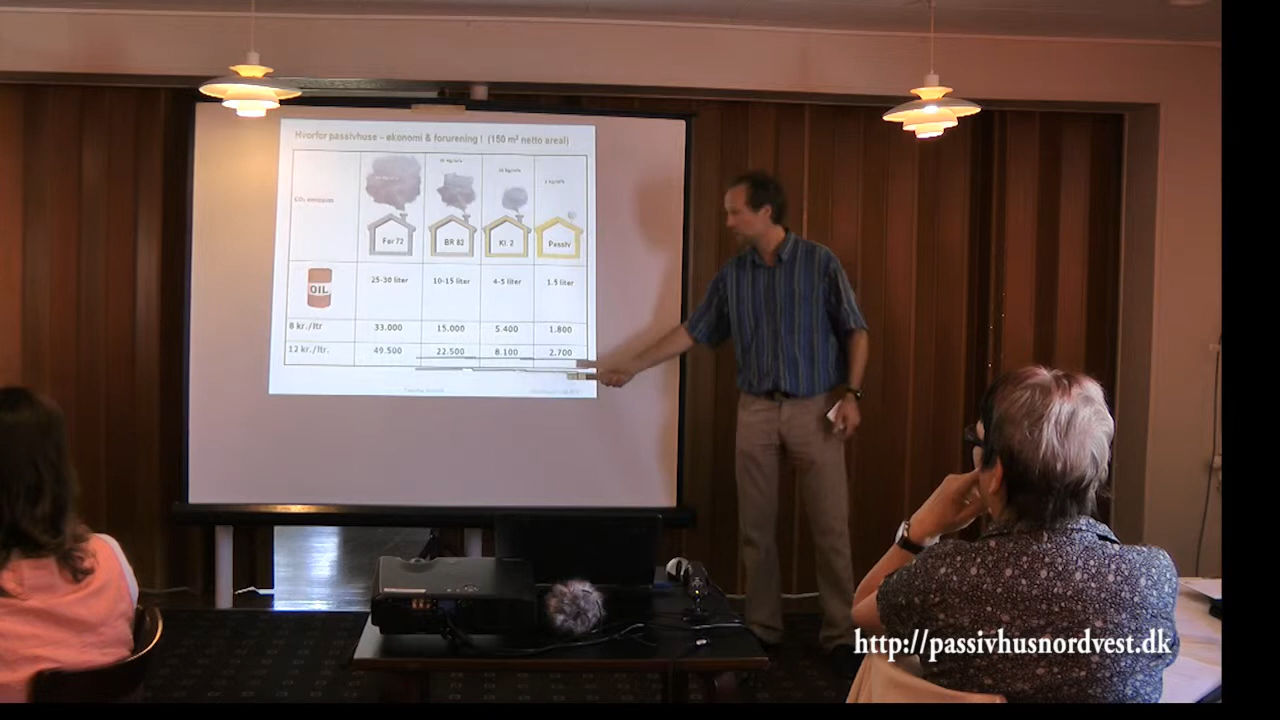 Hvorfor passivhuse – økonomi & forurening ! (150 m² netto areal)
CO₂ emission
Før 72
BR 82
Kl. 2
Passiv
OIL
25-30 liter
10-15 liter
4-5 liter
1.5 liter
8 kr./ltr
33.000
15.000
5.400
1.800
12 kr./ltr.
49.500
22.500
8.100
2.700
http://passivhusnordvest.dk